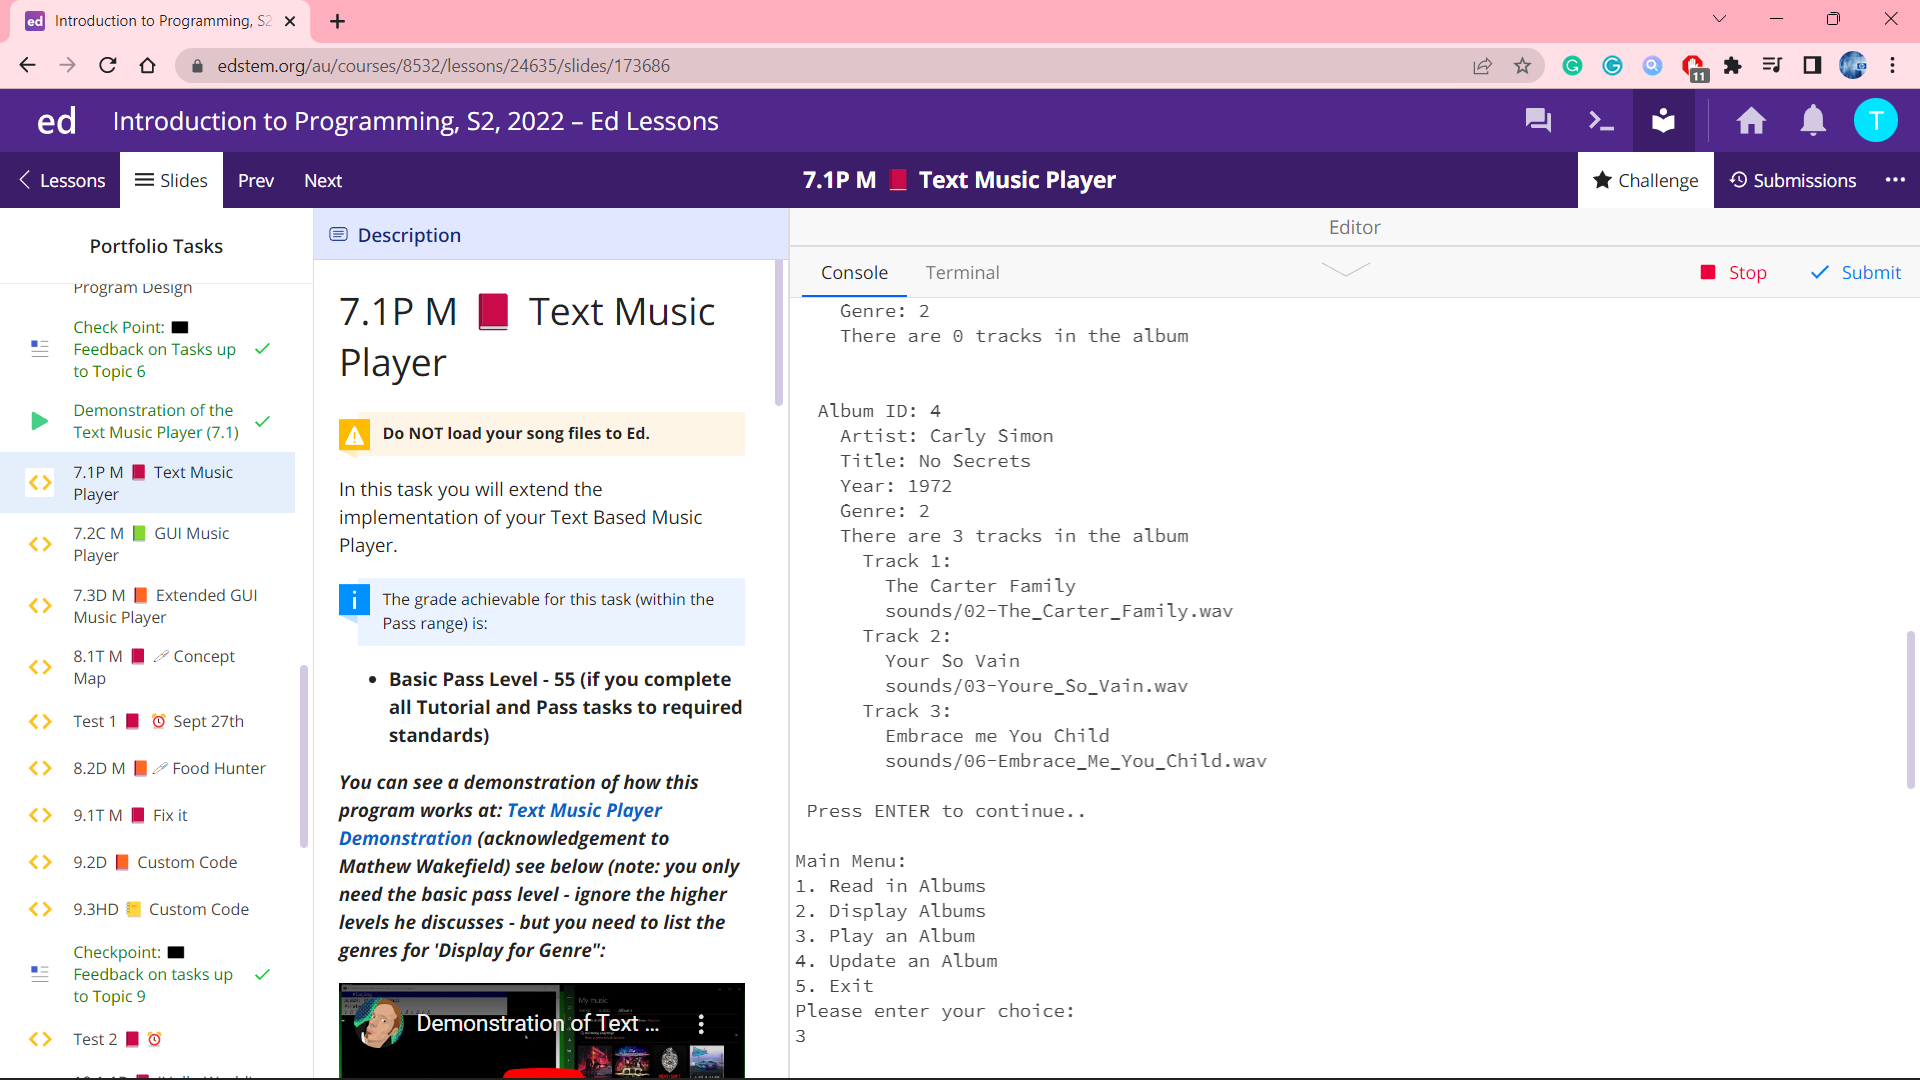 ed Introduction to Programming, S2
edstem.org/au/courses/8532/lessons/24635/slides/173686
11
ed Introduction to Programming, S2, 2022 – Ed Lessons
T
Lessons
Slides
Prev
Next
7.1P M Text Music Player
Challenge
Submissions
Portfolio Tasks
Program Design
Check Point:
Feedback on Tasks up
to Topic 6
Demonstration of the
Text Music Player (7.1)
7.1P M Text Music
Player
7.2C M GUI Music
Player
7.3D M Extended GUI
Music Player
8.1T M Concept
Map
Test 1 Sept 27th
8.2D M Food Hunter
9.1T M Fix it
9.2D Custom Code
9.3HD Custom Code
Checkpoint:
Feedback on tasks up
to Topic 9
Test 2
Description
7.1P M Text Music
Player
Do NOT load your song files to Ed.
In this task you will extend the
implementation of your Text Based Music
Player.
The grade achievable for this task (within the
Pass range) is:
• Basic Pass Level - 55 (if you complete
all Tutorial and Pass tasks to required
standards)
You can see a demonstration of how this
program works at: Text Music Player
Demonstration (acknowledgement to
Mathew Wakefield) see below (note: you only
need the basic pass level - ignore the higher
levels he discusses - but you need to list the
genres for 'Display for Genre":
Demonstration of Text ...
My music
Editor
Console
Terminal
Stop
Submit
Genre: 2
There are 0 tracks in the album
Album ID: 4
Artist: Carly Simon
Title: No Secrets
Year: 1972
Genre: 2
There are 3 tracks in the album
Track 1:
The Carter Family
sounds/02-The_Carter_Family.wav
Track 2:
Your So Vain
sounds/03-Youre_So_Vain.wav
Track 3:
Embrace me You Child
sounds/06-Embrace_Me_You_Child.wav
Press ENTER to continue..
Main Menu:
1. Read in Albums
2. Display Albums
3. Play an Album
4. Update an Album
5. Exit
Please enter your choice:
3